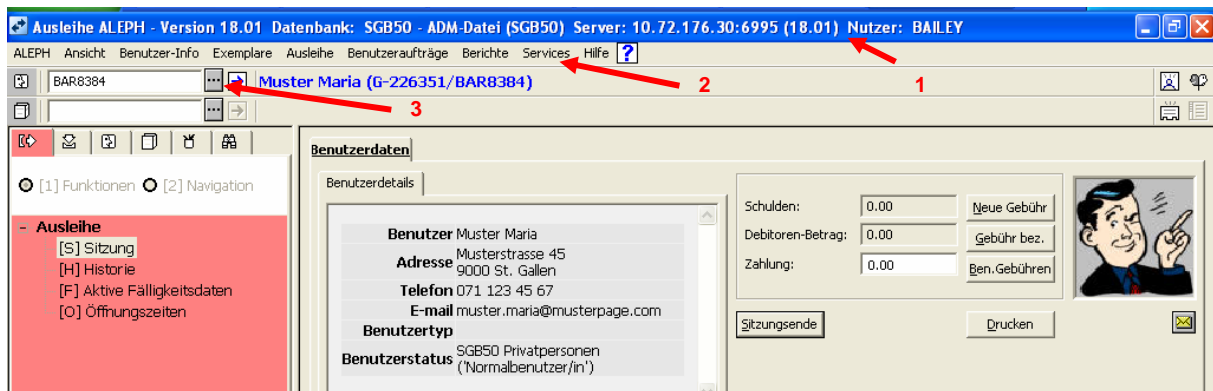 Ausleihe ALEPH - Version 18.01 Datenbank: SGB50 - ADM-Datei (SGB50) Server: 10.72.176.30:6995 (18.01) Nutzer: BAILEY
ALEPH Ansicht Benutzer-Info Exemplare Ausleihe Benutzeraufträge Berichte Services Hilfe ?
BAR8384 ... Muster Maria (G-226351/BAR8384) 2 1
... 3
Benutzerdaten
[1] Funktionen [2] Navigation
Benutzerdetails
- Ausleihe
[S] Sitzung
[H] Historie
[F] Aktive Fälligkeitsdaten
[O] Öffnungszeiten
Benutzer Muster Maria
Adresse Musterstrasse 45
9000 St. Gallen
Telefon 071 123 45 67
E-mail muster.maria@musterpage.com
Benutzertyp
Benutzerstatus SGB50 Privatpersonen
('Normalbenutzer/in')
Schulden: 0.00 Neue Gebühr
Debitoren-Betrag: 0.00 Gebühr bez.
Zahlung: 0.00 Ben.Gebühren
Sitzungsende Drucken